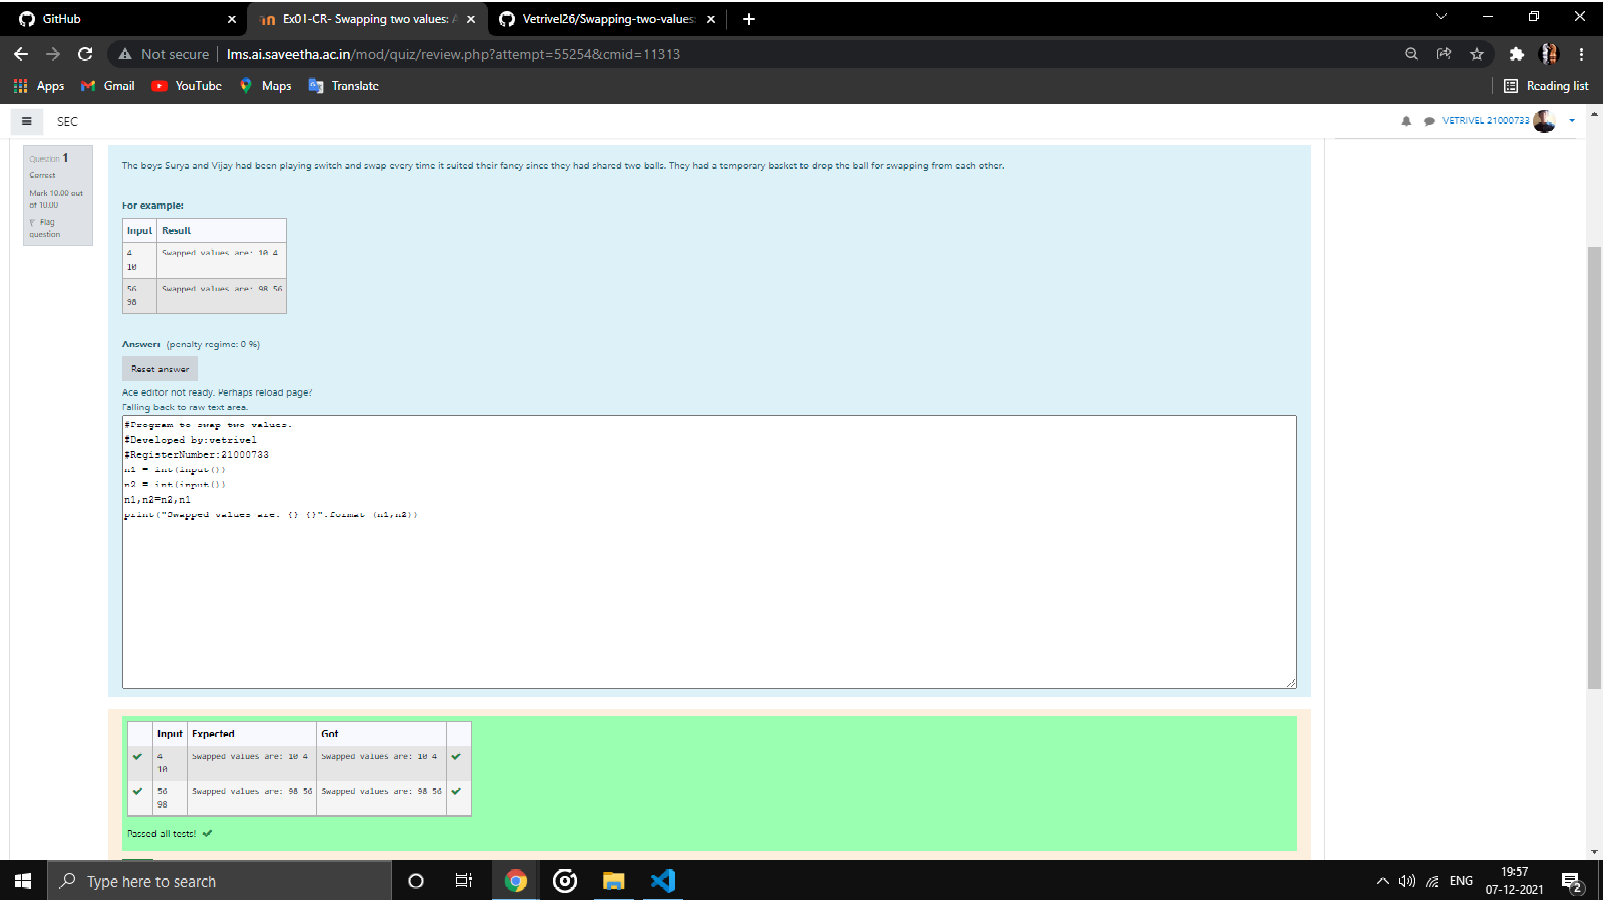 GitHub
Ex01-CR- Swapping two values: A
Vetrivel26/Swapping-two-values:
Not secure
lms.ai.saveetha.ac.in/mod/quiz/review.php?attempt=55254&cmid=11313
Apps
Gmail
YouTube
Maps
Translate
Reading list
SEC
VETRIVEL 21000733
Question 1
Correct
Mark 10.00 out
of 10.00
Flag
question
The boys Surya and Vijay had been playing switch and swap every time it suited their fancy since they had shared two balls. They had a temporary basket to drop the ball for swapping from each other.
For example:
Input Result
4 Swapped values are: 10 4
10
56 Swapped values are: 98 56
98
Answer: (penalty regime: 0 %)
Reset answer
Ace editor not ready. Perhaps reload page?
Falling back to raw text area.
#Program to swap two values.
#Developed by:vetrivel
#RegisterNumber:21000733
n1 = int(input())
n2 = int(input())
n1,n2=n2,n1
print("Swapped values are: {} {}".format (n1,n2))
Input Expected Got
4 Swapped values are: 10 4 Swapped values are: 10 4
10
56 Swapped values are: 98 56 Swapped values are: 98 56
98
Passed all tests!
Type here to search
ENG
19:57
07-12-2021
2